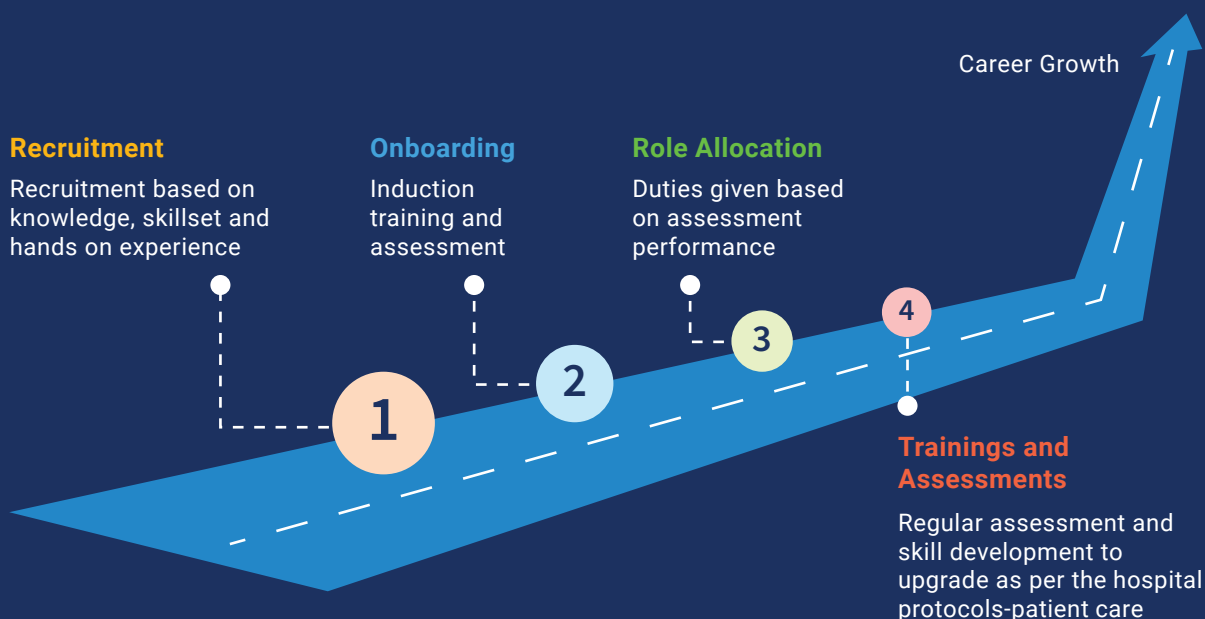 Career Growth
Recruitment
Recruitment based on
knowledge, skillset and
hands on experience
Onboarding
Induction
training and
assessment
Role Allocation
Duties given based
on assessment
performance
1
2
3
4
Trainings and
Assessments
Regular assessment and
skill development to
upgrade as per the hospital
protocols-patient care